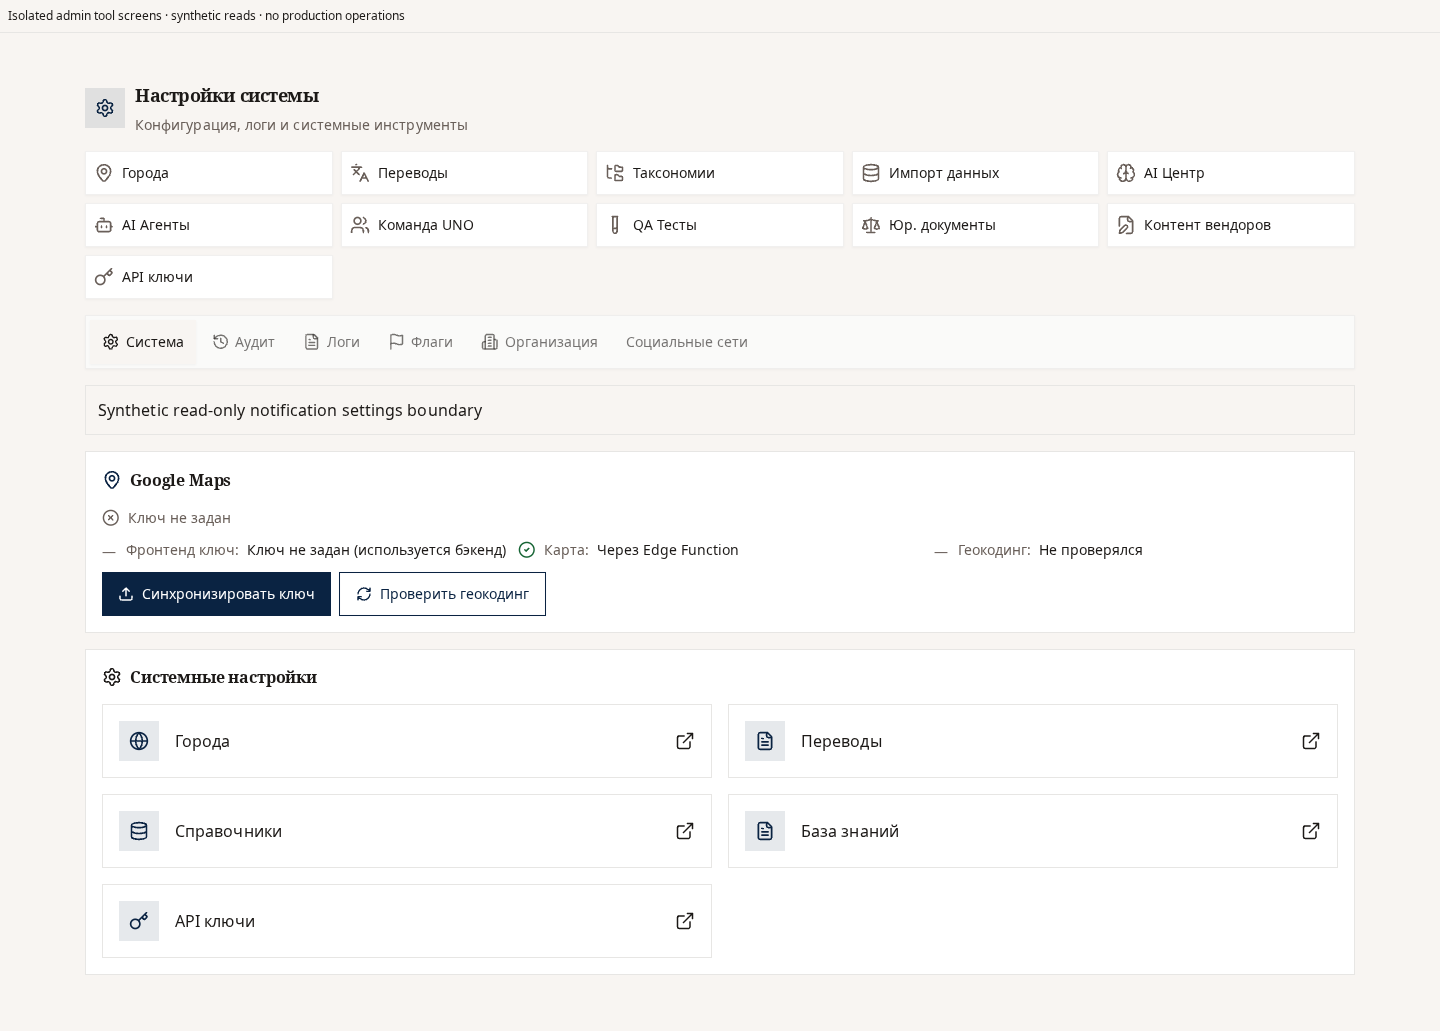 Isolated admin tool screens · synthetic reads · no production operations
Настройки системы
Конфигурация, логи и системные инструменты
Города
Переводы
Таксономии
Импорт данных
AI Центр
AI Агенты
Команда UNO
QA Тесты
Юр. документы
Контент вендоров
API ключи
Система
Аудит
Логи
Флаги
Организация
Социальные сети
Synthetic read-only notification settings boundary
Google Maps
Ключ не задан
— Фронтенд ключ: Ключ не задан (используется бэкенд)
Карта: Через Edge Function
— Геокодинг: Не проверялся
Синхронизировать ключ
Проверить геокодинг
Системные настройки
Города
Переводы
Справочники
База знаний
API ключи